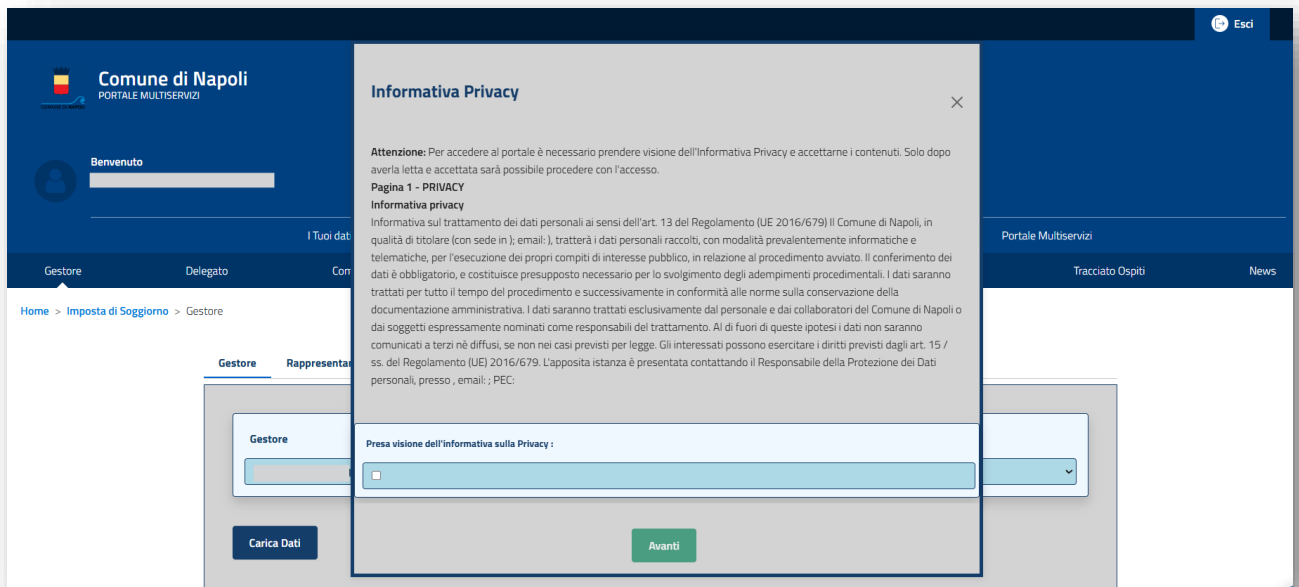 Esci
Comune di Napoli
PORTALE MULTISERVIZI
COMUNE DI NAPOLI
Benvenuto
I Tuoi dati
Portale Multiservizi
Gestore
Delegato
Com
Tracciato Ospiti
News
Home > Imposta di Soggiorno > Gestore
Gestore
Rappresentan
Gestore
Carica Dati
Informativa Privacy
Attenzione: Per accedere al portale è necessario prendere visione dell'Informativa Privacy e accettarne i contenuti. Solo dopo
averla letta e accettata sarà possibile procedere con l'accesso.
Pagina 1 - PRIVACY
Informativa privacy
Informativa sul trattamento dei dati personali ai sensi dell'art. 13 del Regolamento (UE 2016/679) Il Comune di Napoli, in
qualità di titolare (con sede in ); email: ), tratterà i dati personali raccolti, con modalità prevalentemente informatiche e
telematiche, per l'esecuzione dei propri compiti di interesse pubblico, in relazione al procedimento avviato. Il conferimento dei
dati è obbligatorio, e costituisce presupposto necessario per lo svolgimento degli adempimenti procedimentali. I dati saranno
trattati per tutto il tempo del procedimento e successivamente in conformità alle norme sulla conservazione della
documentazione amministrativa. I dati saranno trattati esclusivamente dal personale e dai collaboratori del Comune di Napoli o
dai soggetti espressamente nominati come responsabili del trattamento. Al di fuori di queste ipotesi i dati non saranno
comunicati a terzi nè diffusi, se non nei casi previsti per legge. Gli interessati possono esercitare i diritti previsti dagli art. 15 /
ss. del Regolamento (UE) 2016/679. L'apposita istanza è presentata contattando il Responsabile della Protezione dei Dati
personali, presso , email: ; PEC:
Presa visione dell'informativa sulla Privacy :
Avanti